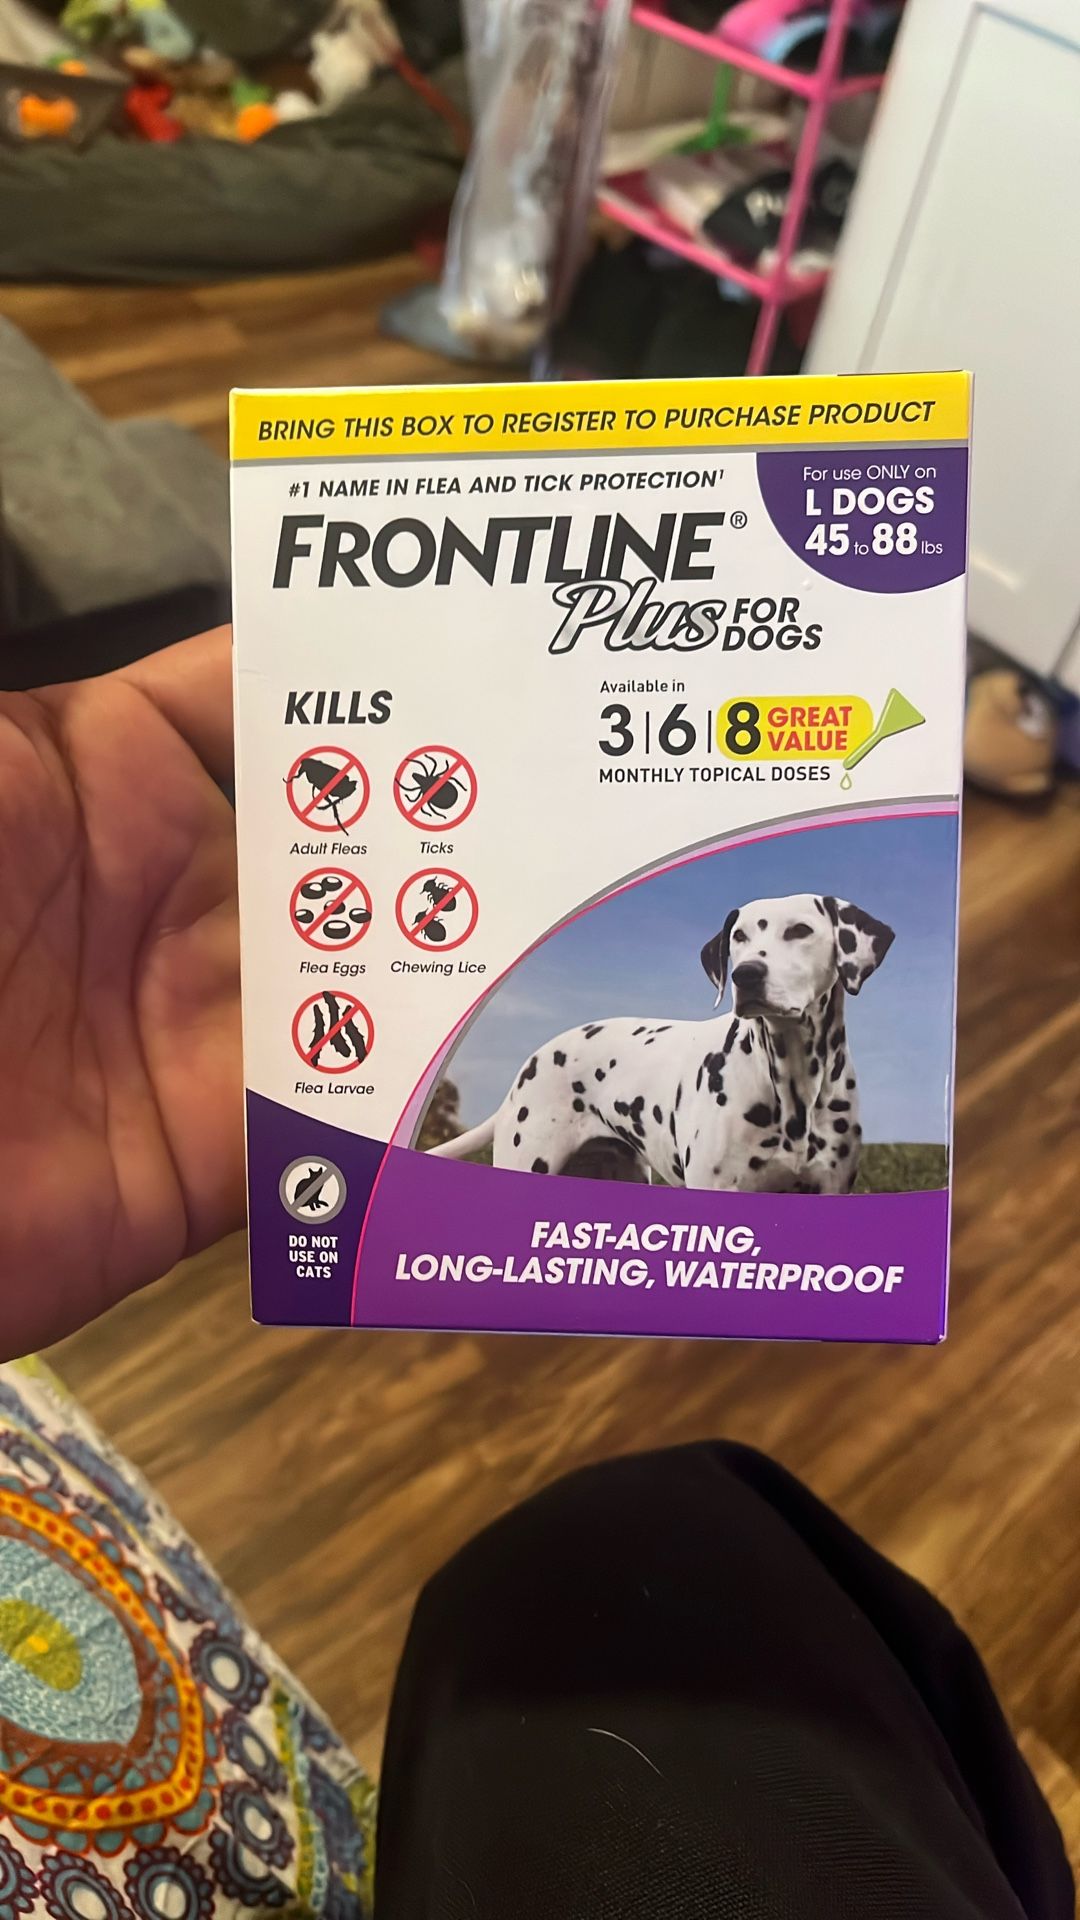 BRING THIS BOX TO REGISTER TO PURCHASE PRODUCT
#1 NAME IN FLEA AND TICK PROTECTION¹
FRONTLINE®
Plus FOR DOGS
For use ONLY on
L DOGS
45 to 88 lbs
KILLS
Adult Fleas
Ticks
Flea Eggs
Chewing Lice
Flea Larvae
Available in
3|6|8 GREAT VALUE
MONTHLY TOPICAL DOSES
DO NOT
USE ON
CATS
FAST-ACTING,
LONG-LASTING, WATERPROOF